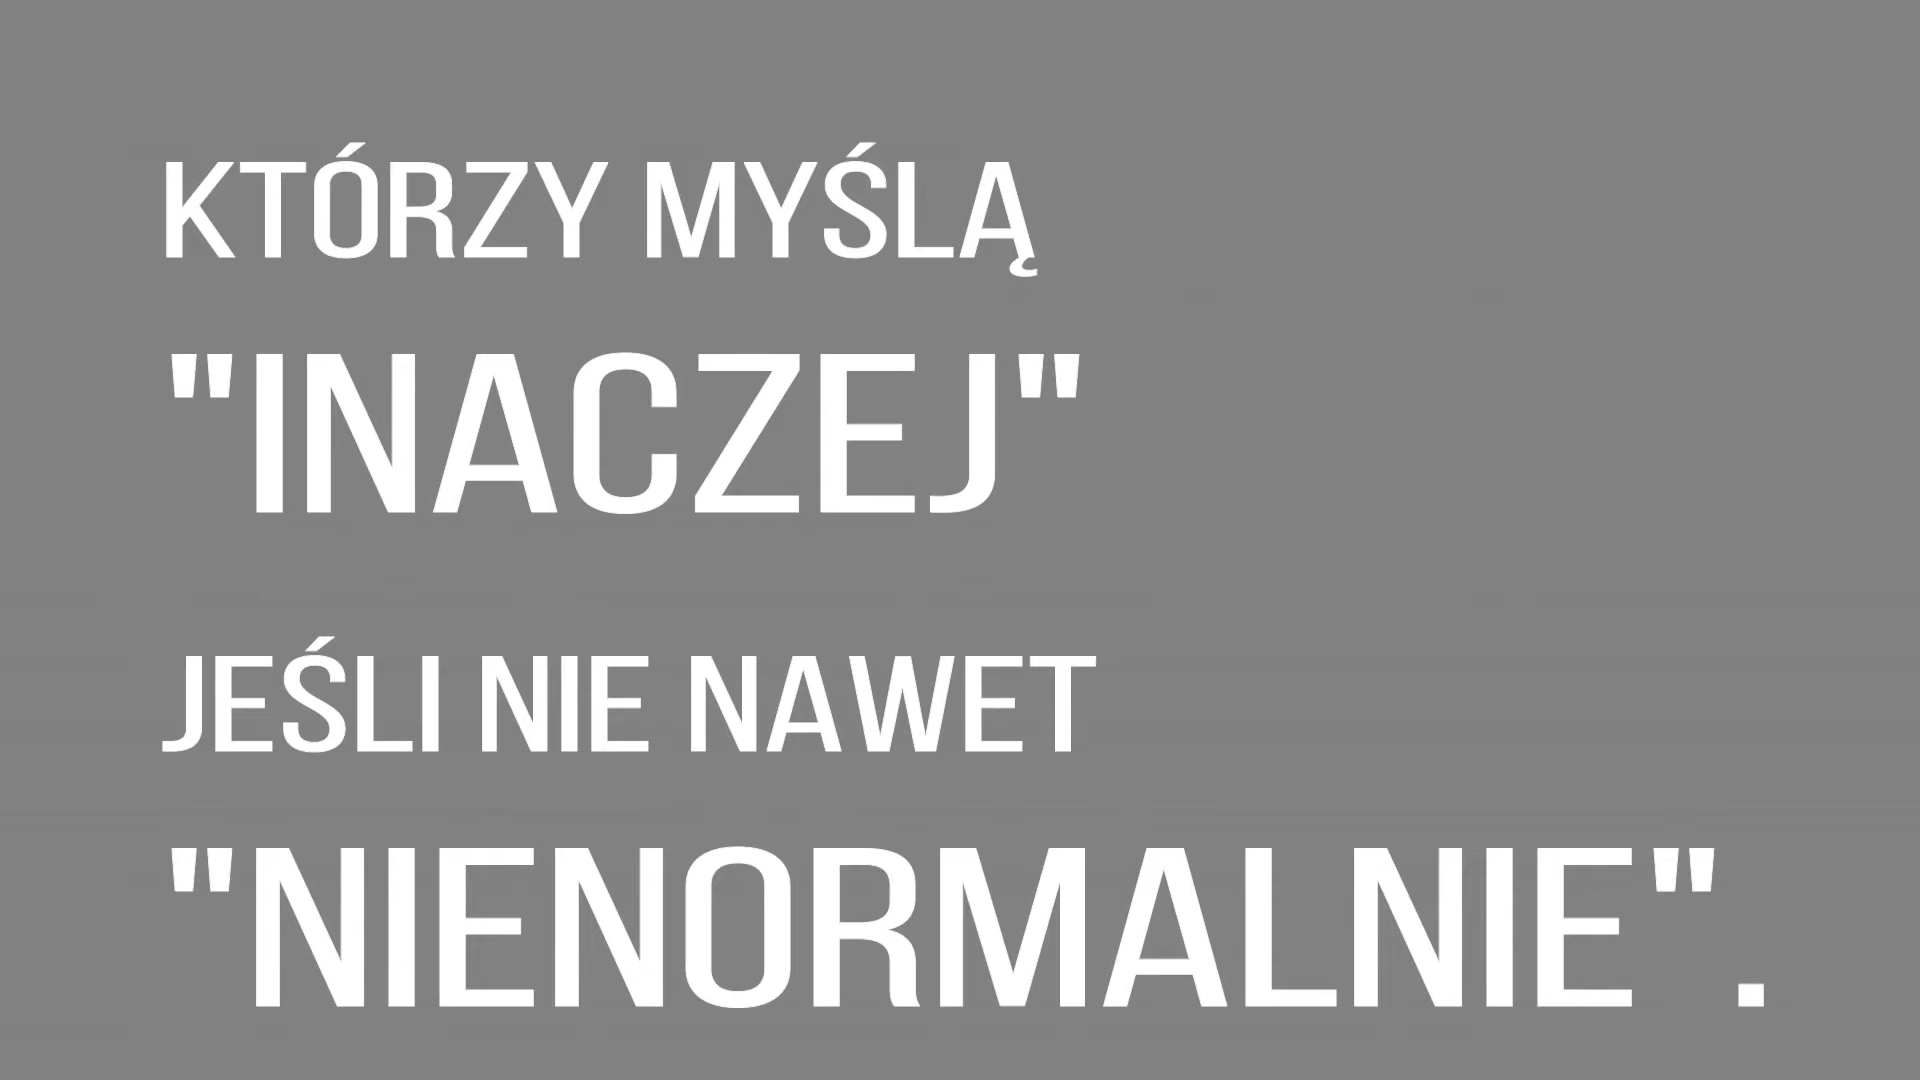 KTÓRZY MYŚLĄ
"INACZEJ"
JEŚLI NIE NAWET
"NIENORMALNIE".